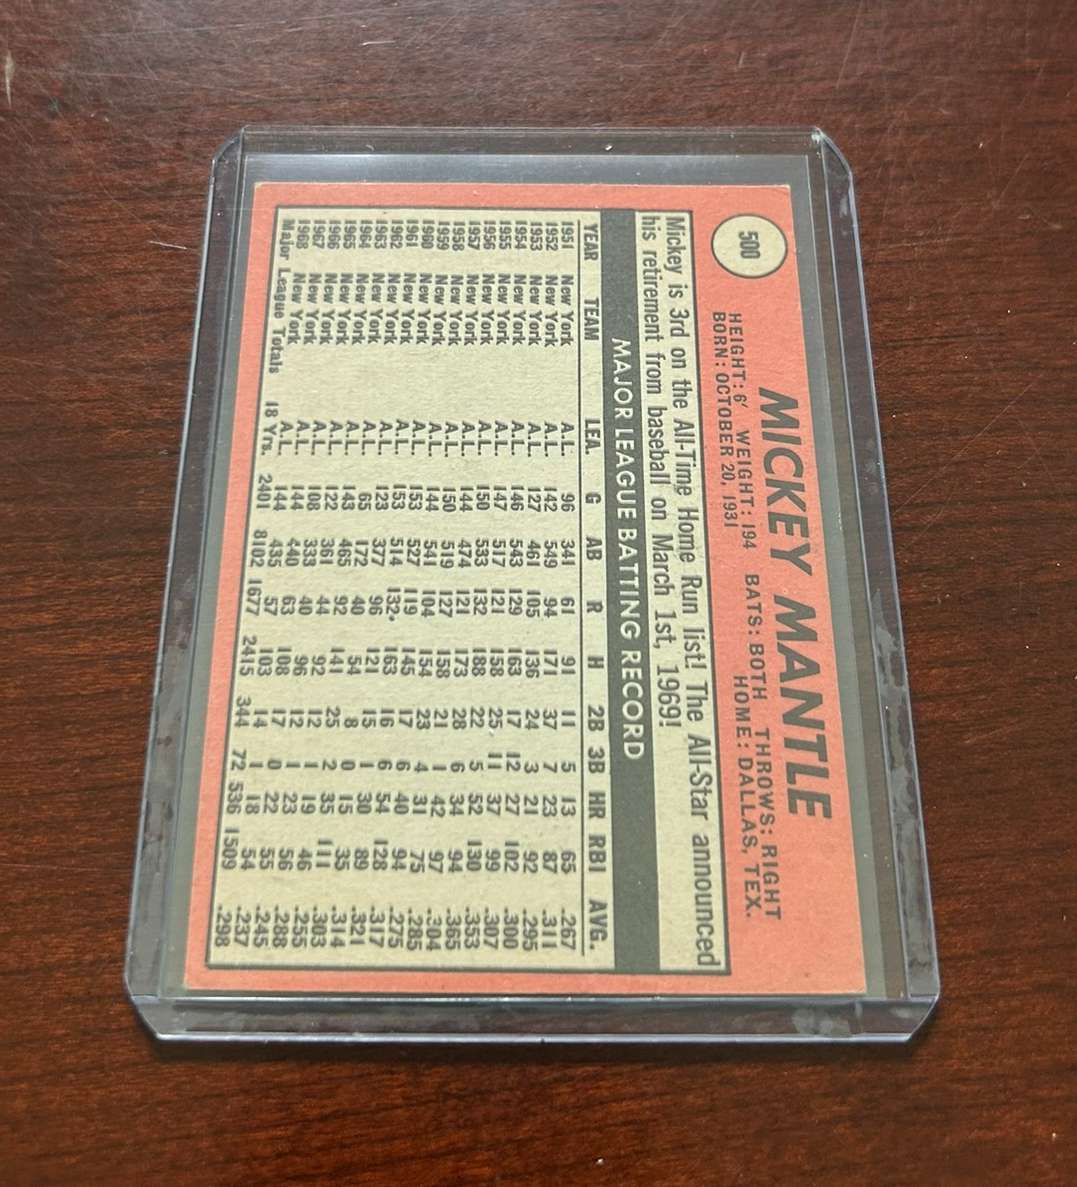 500
MICKEY MANTLE
HEIGHT: 6' WEIGHT: 194 BATS: BOTH THROWS: RIGHT
BORN: OCTOBER 20, 1931 HOME: DALLAS, TEX.
Mickey is 3rd on the All-Time Home Run list! The All-Star announced
his retirement from baseball on March 1st, 1969!
MAJOR LEAGUE BATTING RECORD
YEAR TEAM LEA. G AB R H 2B 3B HR RBI AVG.
1951 New York A.L. 96 341 61 91 11 5 13 65 .267
1952 New York A.L. 142 549 94 171 37 7 23 87 .311
1953 New York A.L. 127 461 105 136 24 3 21 92 .295
1954 New York A.L. 146 543 129 163 17 12 27 102 .300
1955 New York A.L. 147 517 121 158 25 11 37 99 .307
1956 New York A.L. 150 533 132 188 22 5 52 130 .353
1957 New York A.L. 144 474 121 173 28 6 34 94 .365
1958 New York A.L. 150 519 127 158 21 1 42 97 .304
1959 New York A.L. 144 541 104 154 23 4 31 75 .285
1960 New York A.L. 153 527 119 145 17 6 40 94 .275
1961 New York A.L. 153 514 132 163 16 6 54 128 .317
1962 New York A.L. 123 377 96 121 15 1 30 89 .321
1963 New York A.L. 65 172 40 54 8 0 15 35 .314
1964 New York A.L. 143 465 92 141 25 2 35 111 .303
1965 New York A.L. 122 361 44 92 12 1 19 46 .255
1966 New York A.L. 108 333 40 96 12 1 23 56 .288
1967 New York A.L. 144 440 63 108 17 0 22 55 .245
1968 New York A.L. 144 435 57 103 14 1 18 54 .237
Major League Totals 18 Yrs. 2401 8102 1677 2415 344 72 536 1509 .298